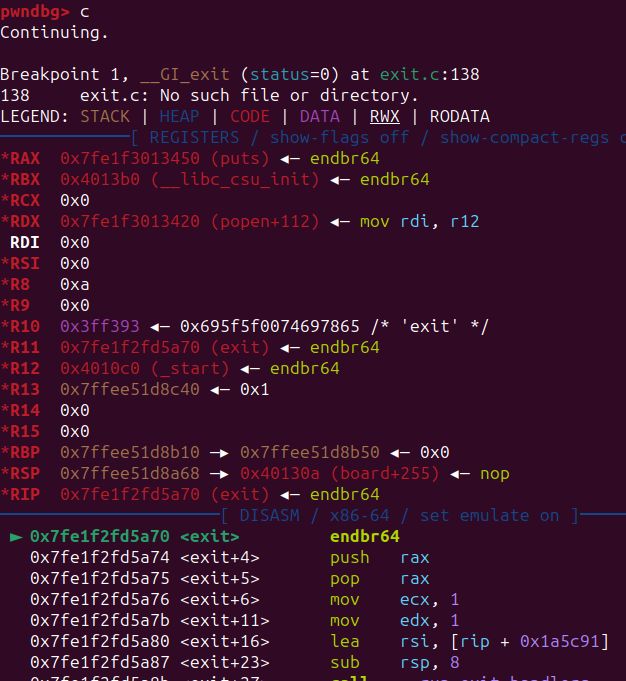 pwndbg> c
Continuing.
Breakpoint 1, __GI_exit (status=0) at exit.c:138
138 exit.c: No such file or directory.
LEGEND: STACK | HEAP | CODE | DATA | RWX | RODATA
[ REGISTERS / show-flags off / show-compact-regs
*RAX 0x7fe1f3013450 (puts) ◂— endbr64
*RBX 0x4013b0 (__libc_csu_init) ◂— endbr64
*RCX 0x0
*RDX 0x7fe1f3013420 (popen+112) ◂— mov rdi, r12
RDI 0x0
*RSI 0x0
*R8 0xa
*R9 0x0
*R10 0x3ff393 ◂— 0x695f5f0074697865 /* 'exit' */
*R11 0x7fe1f2fd5a70 (exit) ◂— endbr64
*R12 0x4010c0 (_start) ◂— endbr64
*R13 0x7ffee51d8c40 ◂— 0x1
*R14 0x0
*R15 0x0
*RBP 0x7ffee51d8b10 —▸ 0x7ffee51d8b50 ◂— 0x0
*RSP 0x7ffee51d8a68 —▸ 0x40130a (board+255) ◂— nop
*RIP 0x7fe1f2fd5a70 (exit) ◂— endbr64
[ DISASM / x86-64 / set emulate on ]
► 0x7fe1f2fd5a70 <exit> endbr64
0x7fe1f2fd5a74 <exit+4> push rax
0x7fe1f2fd5a75 <exit+5> pop rax
0x7fe1f2fd5a76 <exit+6> mov ecx, 1
0x7fe1f2fd5a7b <exit+11> mov edx, 1
0x7fe1f2fd5a80 <exit+16> lea rsi, [rip + 0x1a5c91]
0x7fe1f2fd5a87 <exit+23> sub rsp, 8